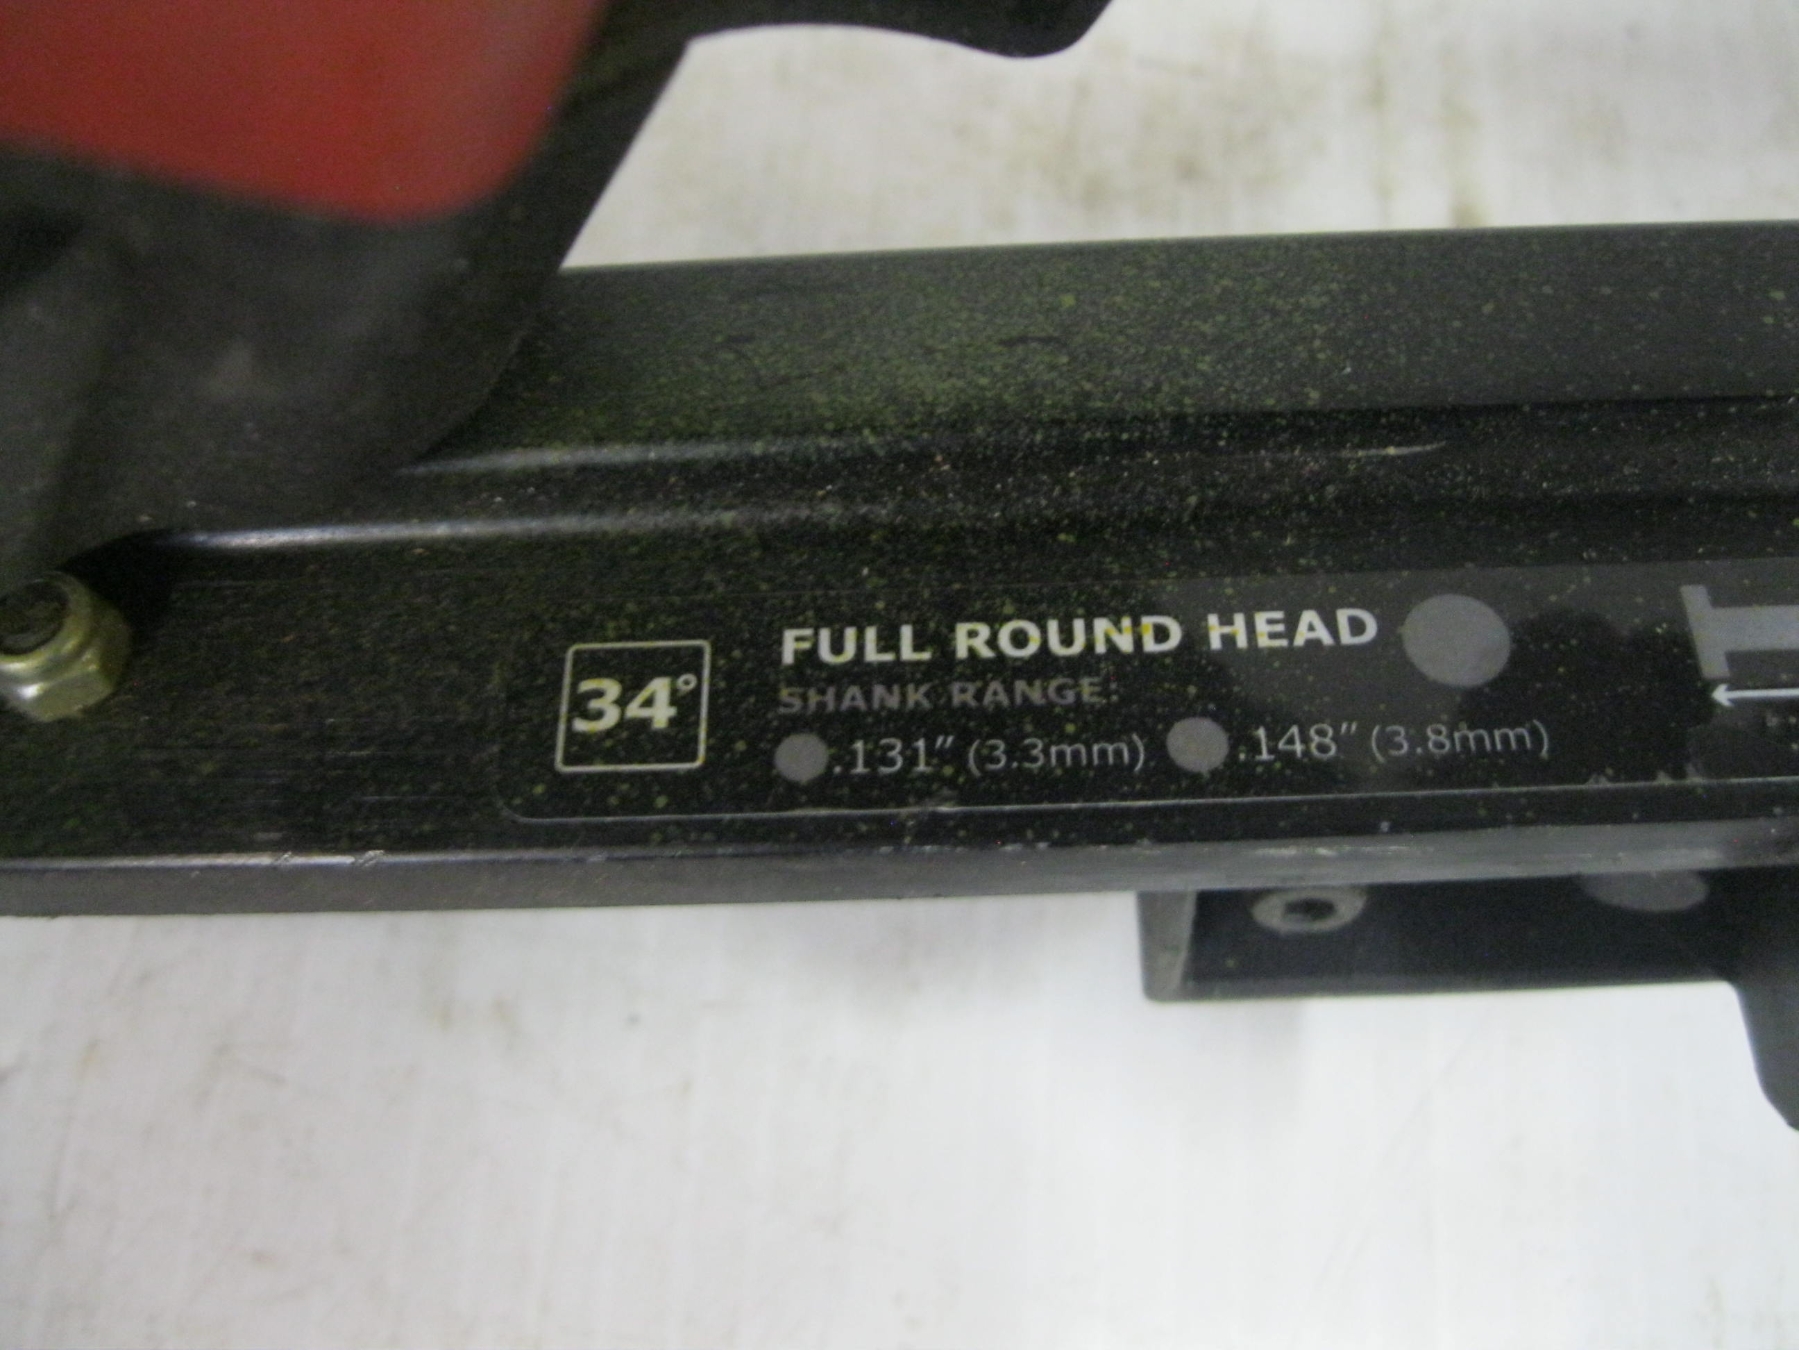 34°
FULL ROUND HEAD
SHANK RANGE:
.131" (3.3mm) .148" (3.8mm)